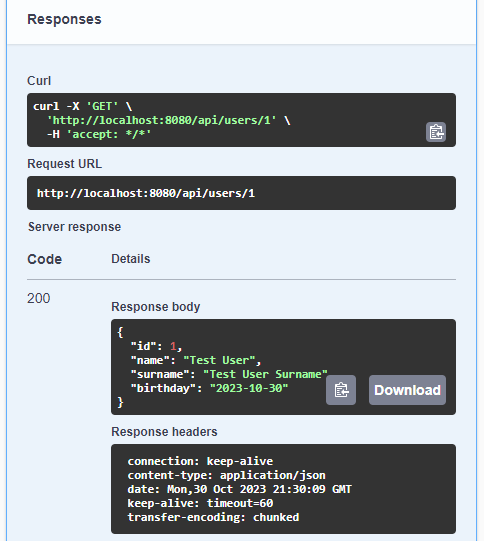 Responses
Curl
curl -X 'GET' \
  'http://localhost:8080/api/users/1' \
  -H 'accept: */*'
Request URL
http://localhost:8080/api/users/1
Server response
Code Details
200
Response body
{
  "id": 1,
  "name": "Test User",
  "surname": "Test User Surname"
  "birthday": "2023-10-30"
}
Download
Response headers
connection: keep-alive
content-type: application/json
date: Mon,30 Oct 2023 21:30:09 GMT
keep-alive: timeout=60
transfer-encoding: chunked